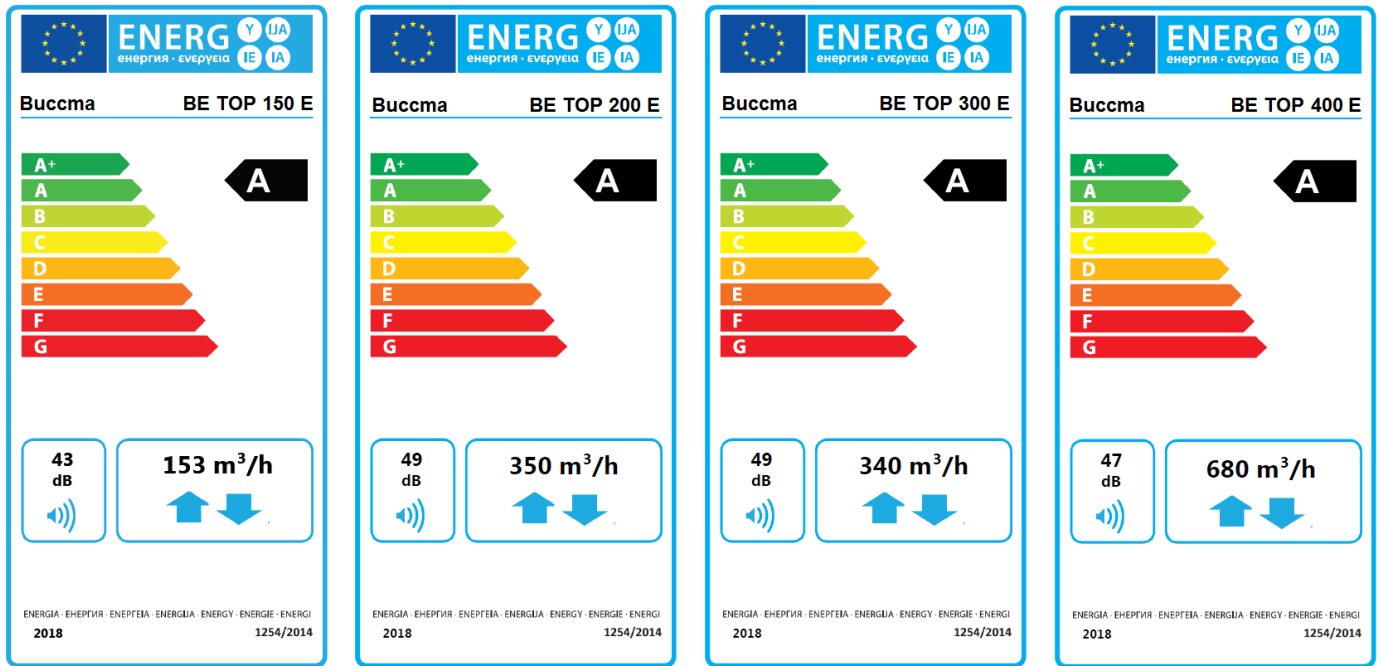 ENERG Y IJA
енергия · ενεργεια IE IA
Buccma BE TOP 150 E
A+
A
A
B
C
D
E
F
G
43
dB
153 m³/h
ENERGIA · ЕНЕРГИЯ · ΕΝΕΡΓΕΙΑ · ENERGIJA · ENERGY · ENERGIE · ENERGI
2018 1254/2014
ENERG Y IJA
енергия · ενεργεια IE IA
Buccma BE TOP 200 E
A+
A
A
B
C
D
E
F
G
49
dB
350 m³/h
ENERGIA · ЕНЕРГИЯ · ΕΝΕΡΓΕΙΑ · ENERGIJA · ENERGY · ENERGIE · ENERGI
2018 1254/2014
ENERG Y IJA
енергия · ενεργεια IE IA
Buccma BE TOP 300 E
A+
A
A
B
C
D
E
F
G
49
dB
340 m³/h
ENERGIA · ЕНЕРГИЯ · ΕΝΕΡΓΕΙΑ · ENERGIJA · ENERGY · ENERGIE · ENERGI
2018 1254/2014
ENERG Y IJA
енергия · ενεργεια IE IA
Buccma BE TOP 400 E
A+
A
A
B
C
D
E
F
G
47
dB
680 m³/h
ENERGIA · ЕНЕРГИЯ · ΕΝΕΡΓΕΙΑ · ENERGIJA · ENERGY · ENERGIE · ENERGI
2018 1254/2014